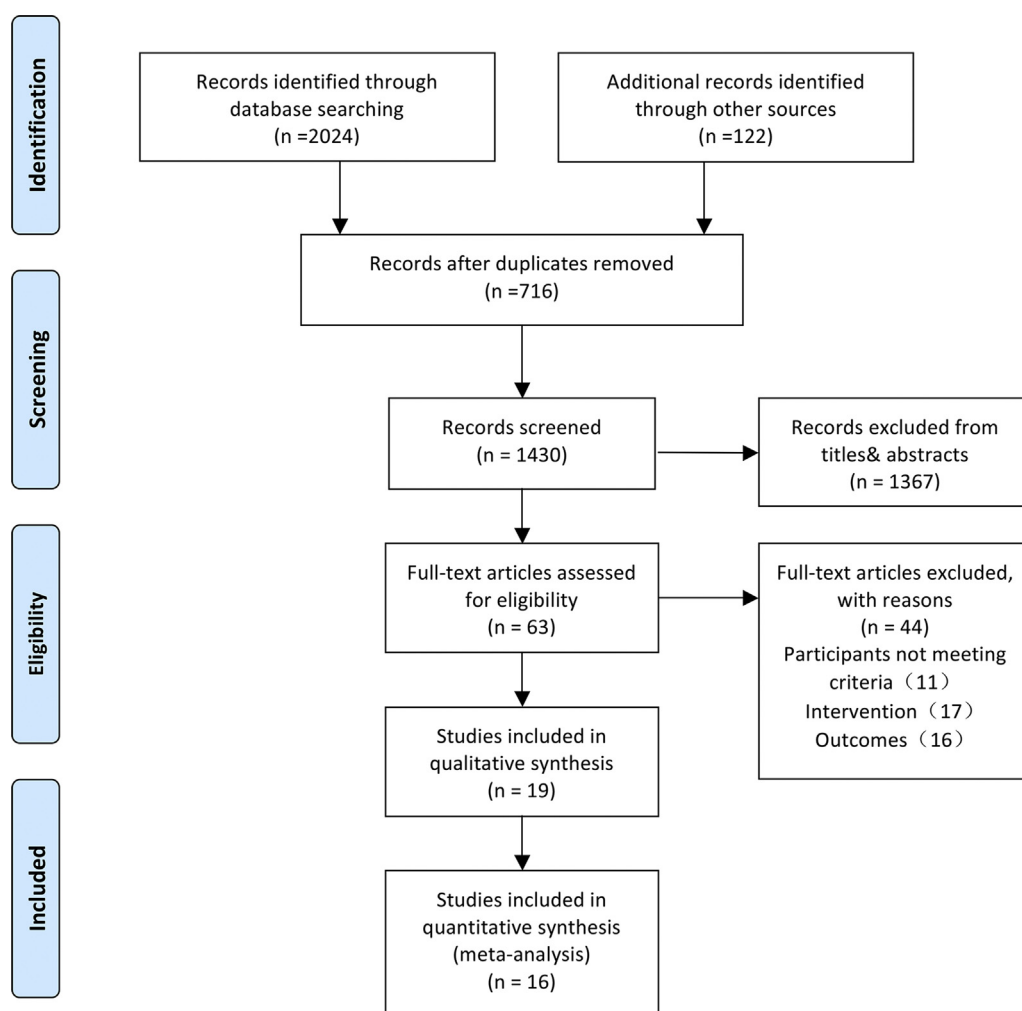 Identification
Records identified through
database searching
(n =2024)
Additional records identified
through other sources
(n =122)
Records after duplicates removed
(n =716)
Screening
Records screened
(n = 1430)
Records excluded from
titles& abstracts
(n = 1367)
Eligibility
Full-text articles assessed
for eligibility
(n = 63)
Full-text articles excluded,
with reasons
(n = 44)
Participants not meeting
criteria（11）
Intervention（17）
Outcomes（16）
Studies included in
qualitative synthesis
(n = 19)
Included
Studies included in
quantitative synthesis
(meta-analysis)
(n = 16)